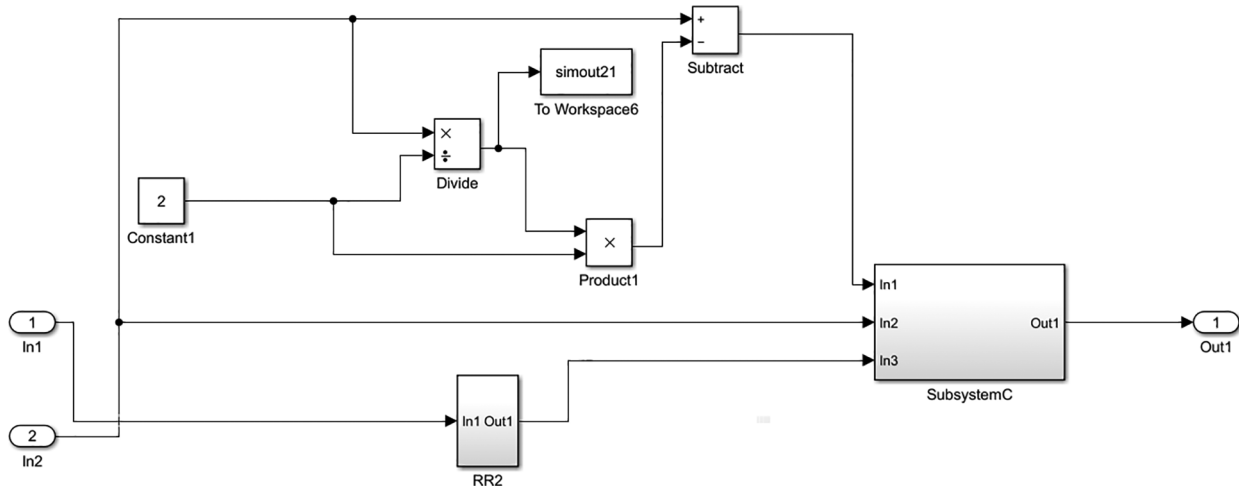 +
−
Subtract
simout21
To Workspace6
×
÷
Divide
2
Constant1
×
Product1
In1
In2
Out1
In3
SubsystemC
1
In1
1
Out1
In1 Out1
RR2
2
In2